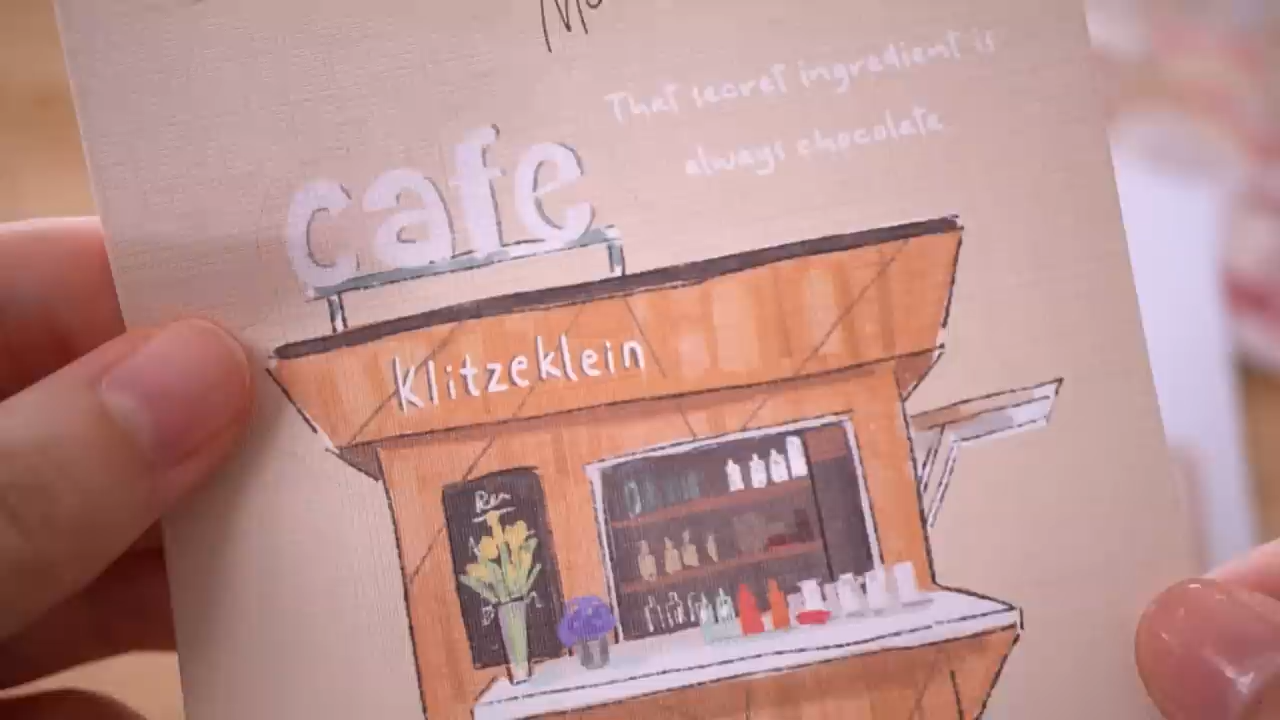 That secret ingredient is
always chocolate
cafe
Klitzeklein